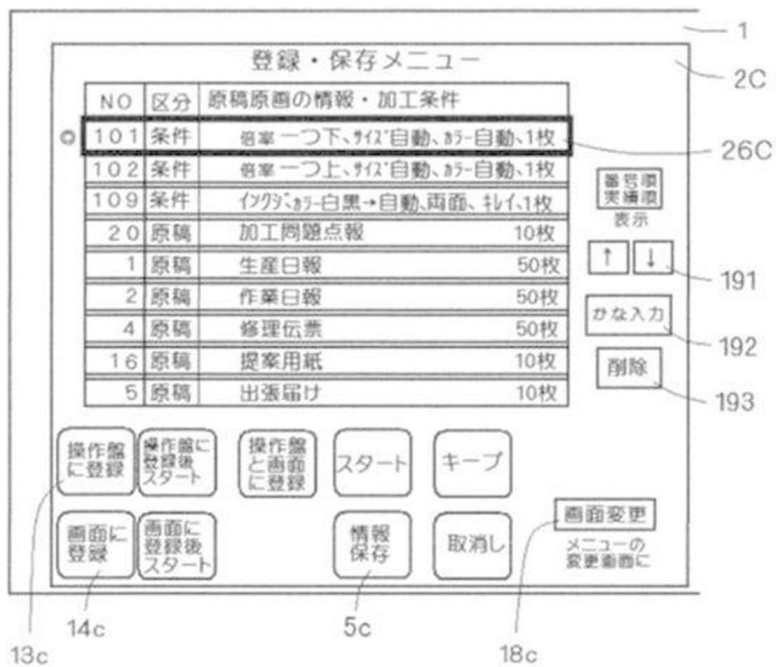 1
登録・保存メニュー
2C
NO 区分 原稿原画の情報・加工条件
◎ 101 条件 倍率一つ下、サイズ自動、カラー自動、1枚
26C
102 条件 倍率一つ上、サイズ自動、カラー自動、1枚
109 条件 インクジ、カラー白黒→自動、両面、キレイ、1枚
20 原稿 加工問題点報 10枚
1 原稿 生産日報 50枚
2 原稿 作業日報 50枚
4 原稿 修理伝票 50枚
16 原稿 提案用紙 10枚
5 原稿 出張届け 10枚
番号順
実績順
表示
↑ ↓
191
かな入力
192
削除
193
操作盤
に登録
操作盤に
登録後
スタート
操作盤
と画面
に登録
スタート
キープ
画面に
登録
画面に
登録後
スタート
情報
保存
取消し
画面変更
メニューの
変更画面に
13c
14c
5c
18c